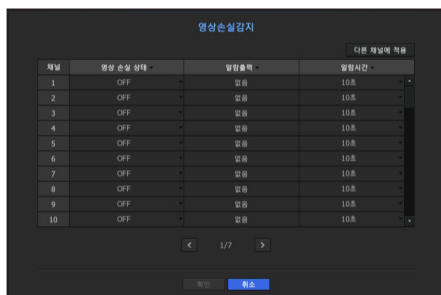 영상손실감지
다른 채널에 적용
채널 영상 손실 상태 알람출력 알람시간
1 OFF 없음 10초
2 OFF 없음 10초
3 OFF 없음 10초
4 OFF 없음 10초
5 OFF 없음 10초
6 OFF 없음 10초
7 OFF 없음 10초
8 OFF 없음 10초
9 OFF 없음 10초
10 OFF 없음 10초
< 1/7 >
확인 취소